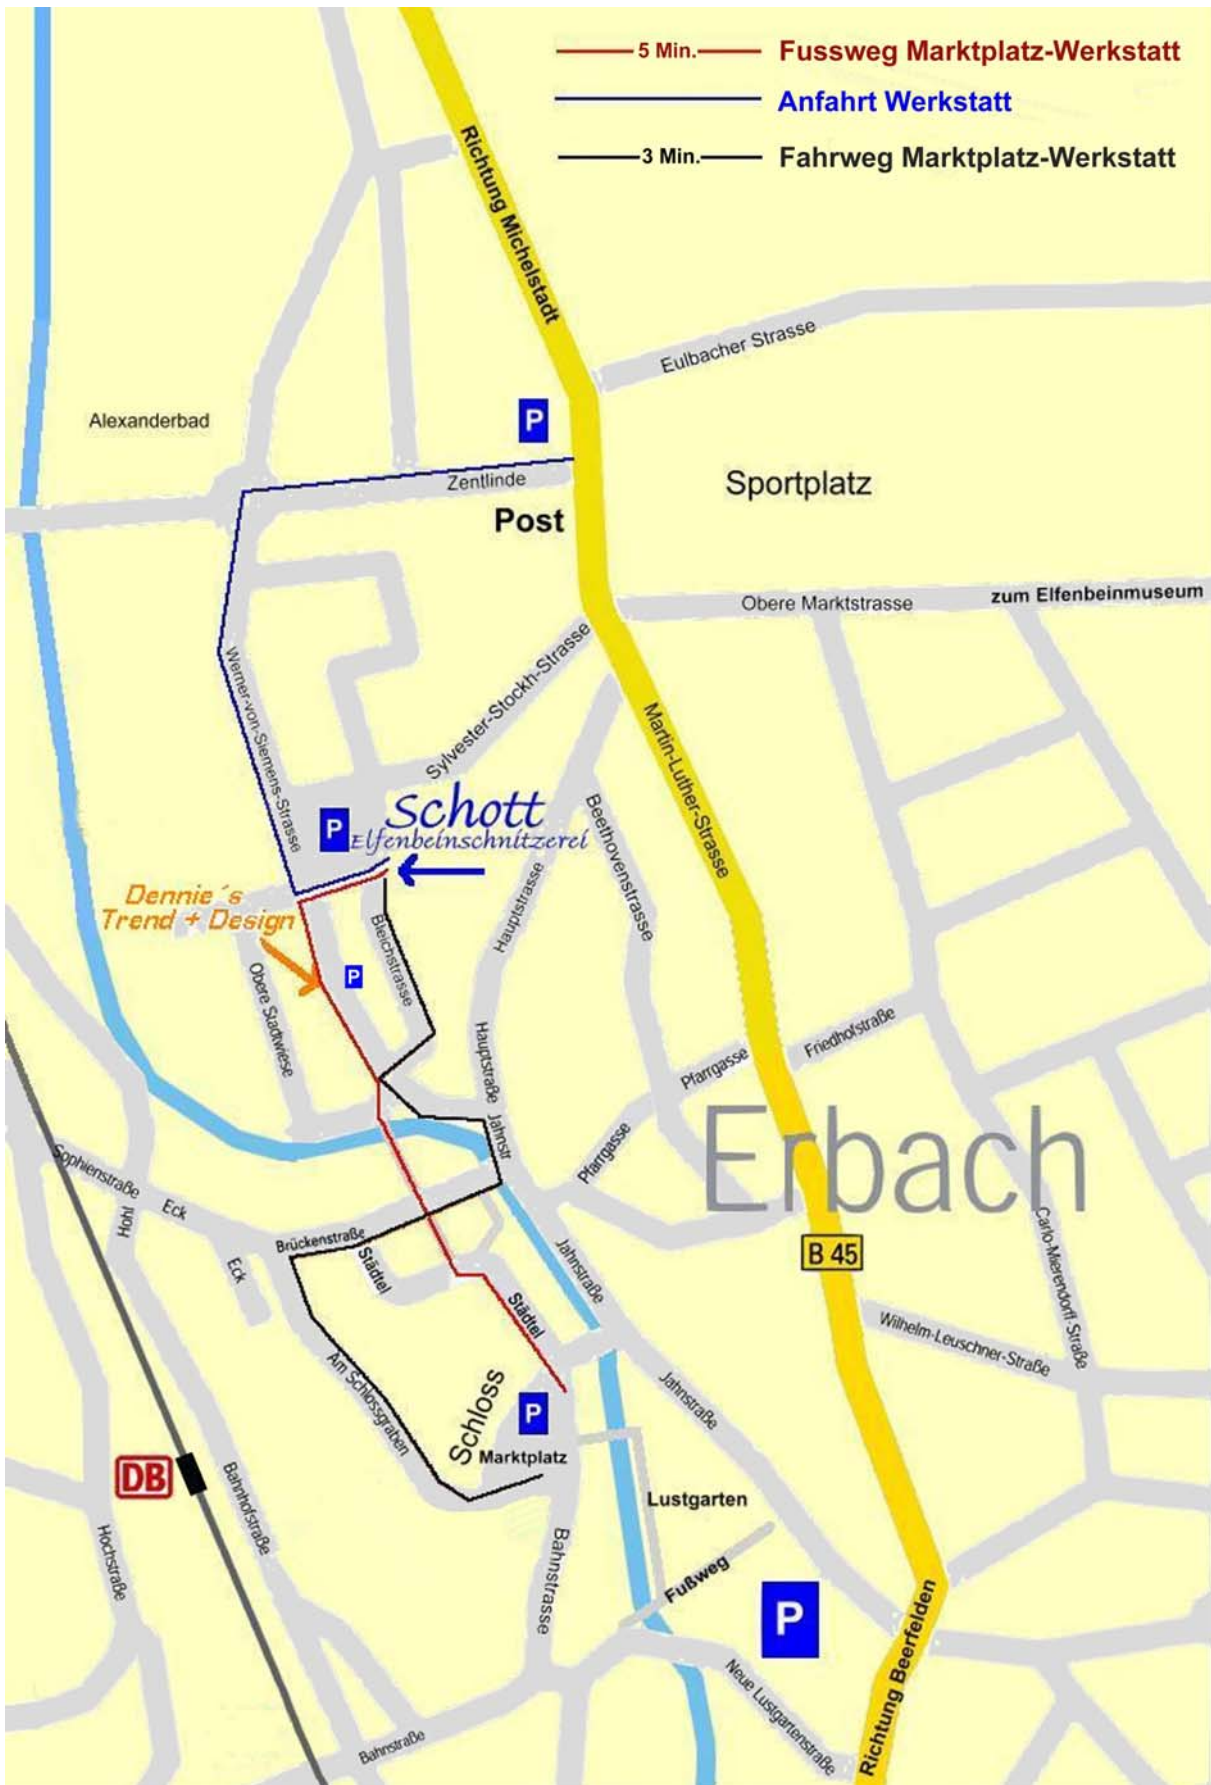 5 Min. Fussweg Marktplatz-Werkstatt
Anfahrt Werkstatt
3 Min. Fahrweg Marktplatz-Werkstatt
Richtung Michelstadt
Eulbacher Strasse
Alexanderbad
P
Zentlinde
Sportplatz
Post
Obere Marktstrasse
zum Elfenbeinmuseum
Sylvester-Stockh-Strasse
Werner-von-Siemens-Strasse
Martin-Luther-Strasse
P
Schott
Elfenbeinschnitzerei
Beethovenstrasse
Hauptstrasse
Dennie´s
Trend + Design
Bleichstrasse
P
Obere Stadtwiese
Hauptstraße
Friedhofstraße
Pfarrgasse
Pfarrgasse
Jahnstr
Erbach
Sophienstraße
Eck
Hohl
Brückenstraße
Eck
Städtel
Jahnstraße
B 45
Carlo-Mierendorff-Straße
Städtel
Wilhelm-Leuschner-Straße
Am Schlossgraben
Schloss
P
Jahnstraße
Marktplatz
DB
Bahnhofstraße
Lustgarten
Hochstraße
Bahnstrasse
Fußweg
P
Richtung Beerfelden
Neue Lustgartenstraße
Bahnstraße